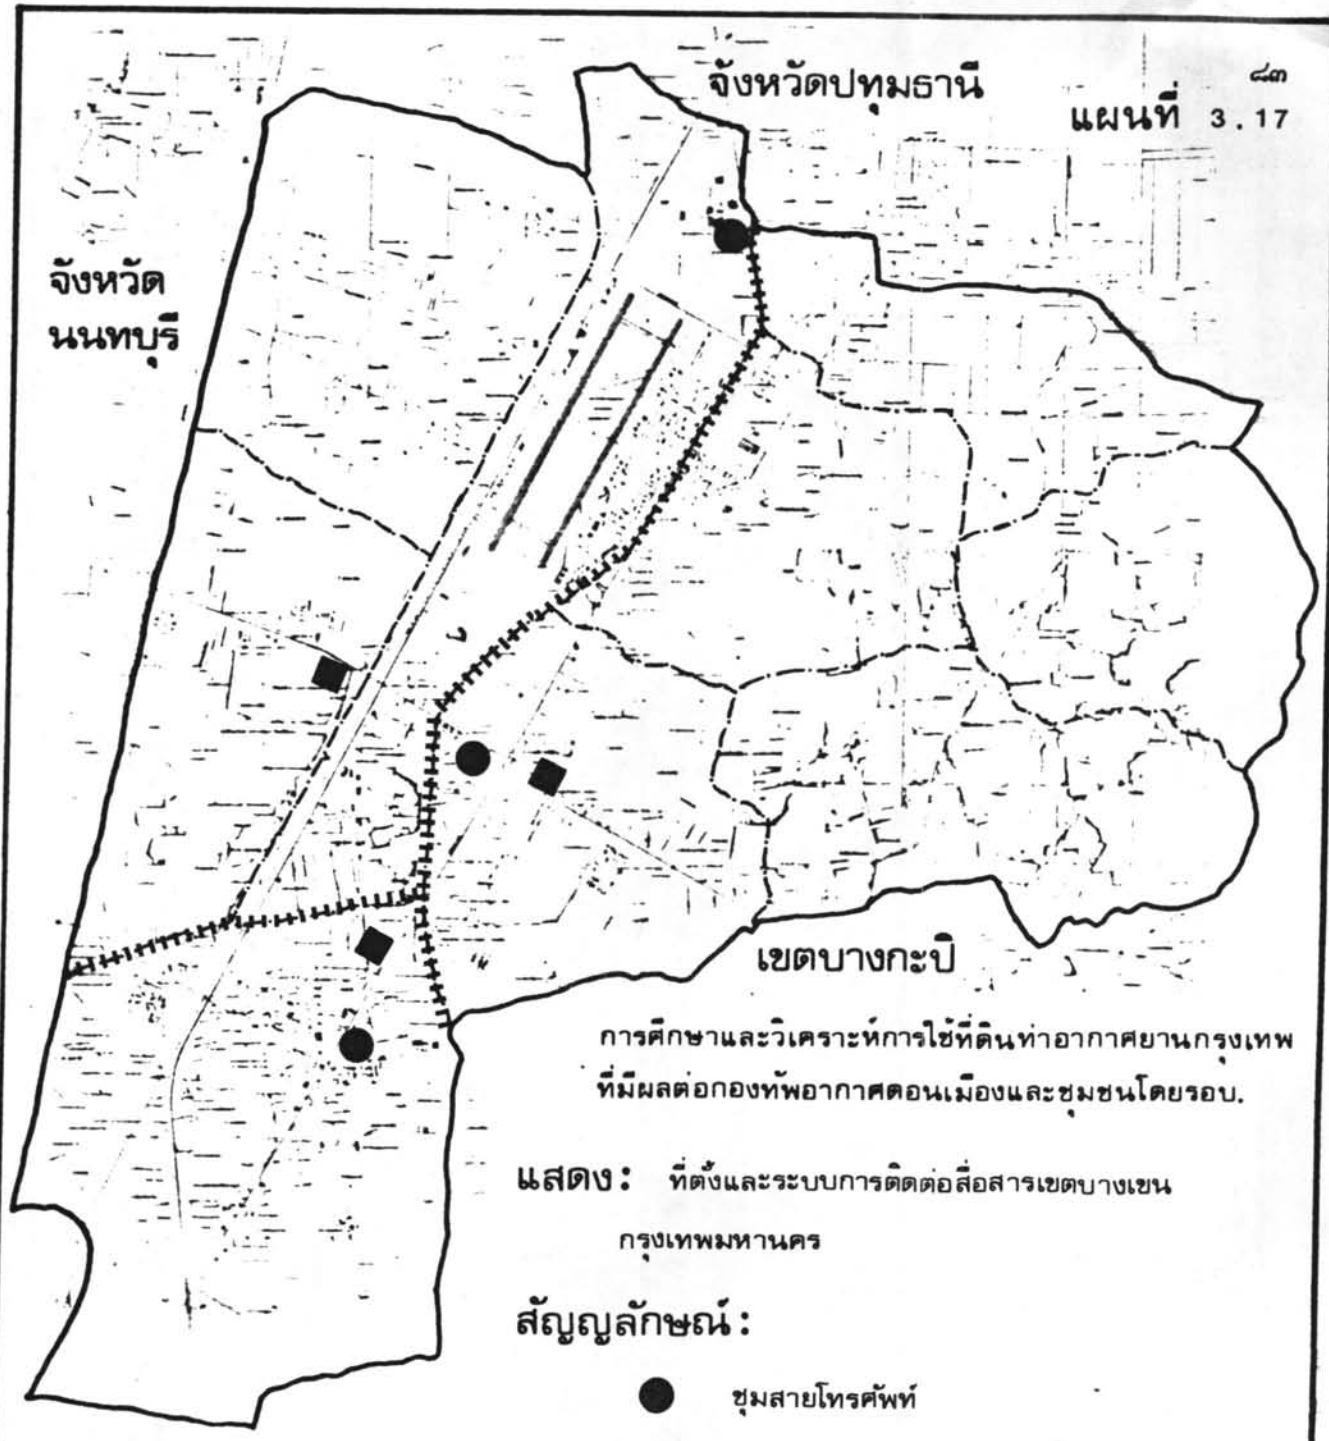 ๘๓
จังหวัดปทุมธานี
แผนที่ 3.17
จังหวัด
นนทบุรี
เขตบางกะปิ
การศึกษาและวิเคราะห์การใช้ที่ดินท่าอากาศยานกรุงเทพ
ที่มีผลต่อกองทัพอากาศดอนเมืองและชุมชนโดยรอบ.
แสดง: ที่ตั้งและระบบการติดต่อสื่อสารเขตบางเขน
กรุงเทพมหานคร
สัญญลักษณ์:
ชุมสายโทรศัพท์